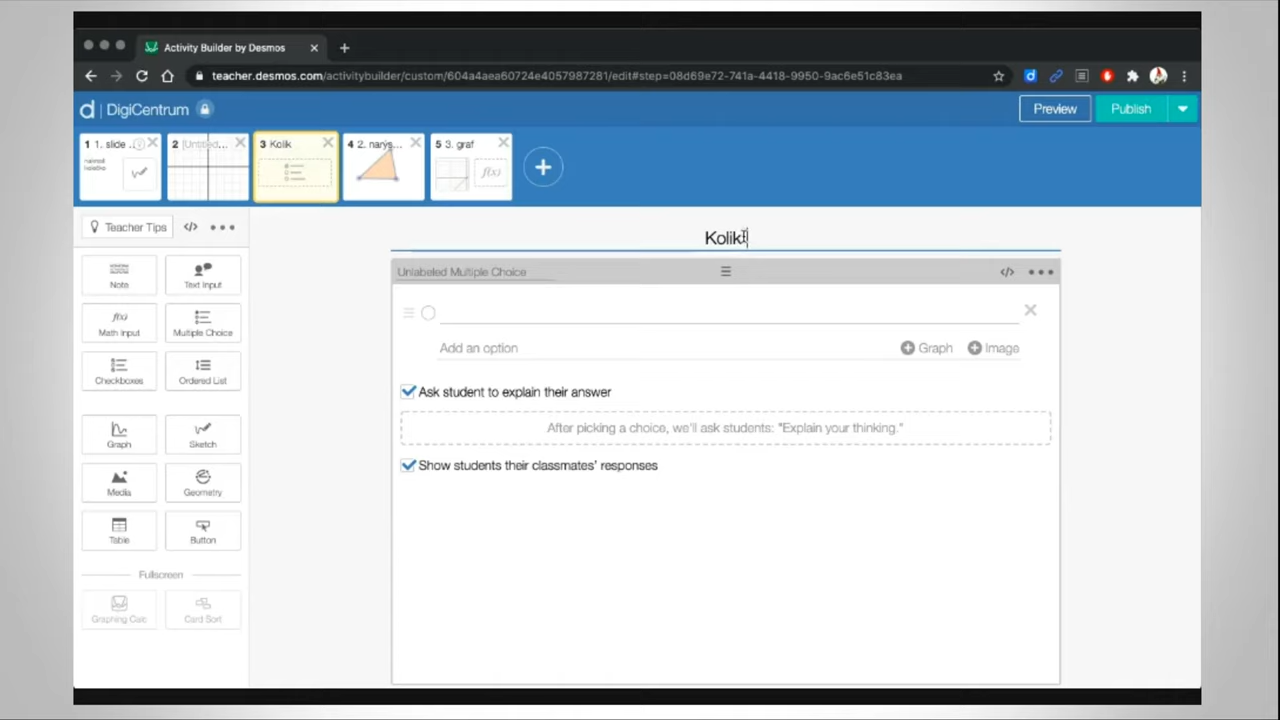 Activity Builder by Desmos
teacher.desmos.com/activitybuilder/custom/604a4aea60724e4057987281/edit#step=08d69e72-741a-4418-9950-9ac6e51c83ea
d | DigiCentrum
Preview
Publish
1 1. slide ...
nakresli
kolečko
2 [Untitled...
3 Kolik
4 2. narys...
5 3. graf
f(x)
Teacher Tips
Kolik
Unlabeled Multiple Choice
Note
Text Input
f(x)
Math Input
Multiple Choice
Add an option
Graph
Image
Checkboxes
Ordered List
Ask student to explain their answer
After picking a choice, we'll ask students: "Explain your thinking."
Graph
Sketch
Show students their classmates' responses
Media
Geometry
Table
Button
Fullscreen
Graphing Calc
Card Sort